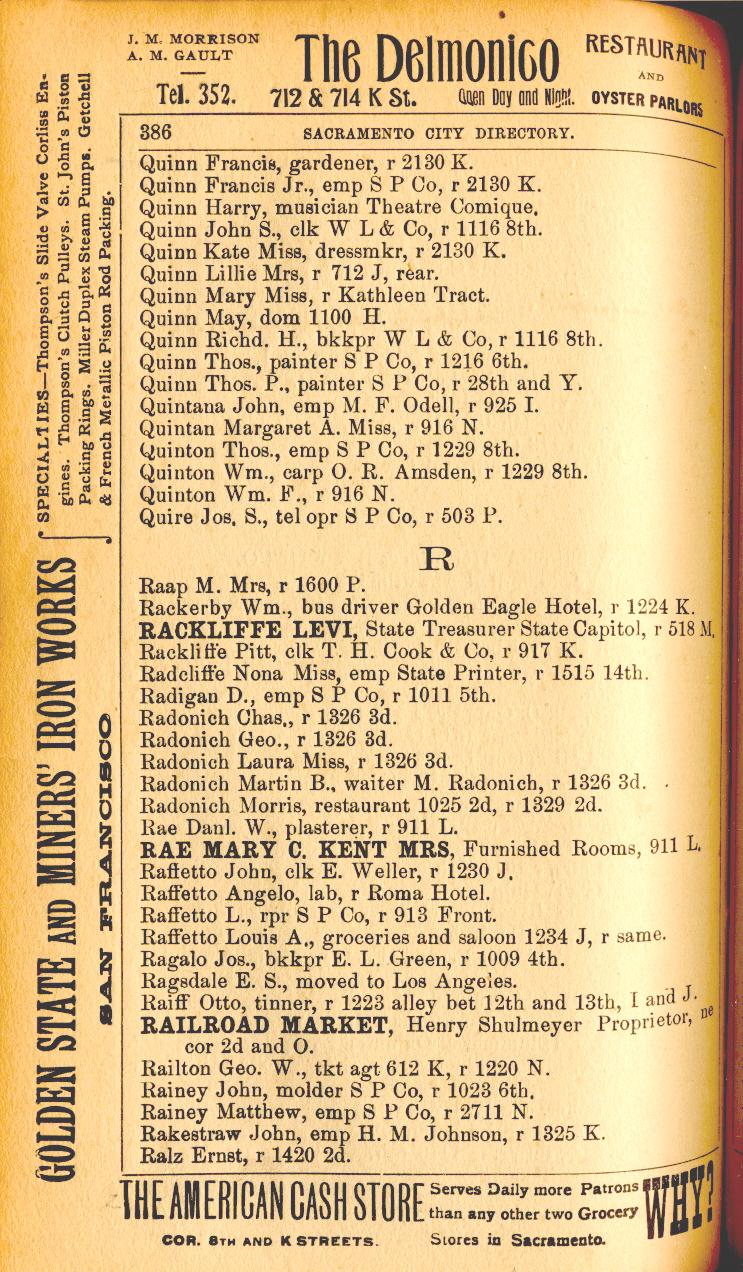 J. M. MORRISON
A. M. GAULT
Tel. 352.
The Delmonico
712 & 714 K St. Open Day and Night.
RESTAURANT
AND
OYSTER PARLORS
386 SACRAMENTO CITY DIRECTORY.
Quinn Francis, gardener, r 2130 K.
Quinn Francis Jr., emp S P Co, r 2130 K.
Quinn Harry, musician Theatre Comique.
Quinn John S., clk W L & Co, r 1116 8th.
Quinn Kate Miss, dressmkr, r 2130 K.
Quinn Lillie Mrs, r 712 J, rear.
Quinn Mary Miss, r Kathleen Tract.
Quinn May, dom 1100 H.
Quinn Richd. H., bkkpr W L & Co, r 1116 8th.
Quinn Thos., painter S P Co, r 1216 6th.
Quinn Thos. P., painter S P Co, r 28th and Y.
Quintana John, emp M. F. Odell, r 925 I.
Quintan Margaret A. Miss, r 916 N.
Quinton Thos., emp S P Co, r 1229 8th.
Quinton Wm., carp O. R. Amsden, r 1229 8th.
Quinton Wm. F., r 916 N.
Quire Jos. S., tel opr S P Co, r 503 P.
R
Raap M. Mrs, r 1600 P.
Rackerby Wm., bus driver Golden Eagle Hotel, r 1224 K.
RACKLIFFE LEVI, State Treasurer State Capitol, r 518 M.
Rackliffe Pitt, clk T. H. Cook & Co, r 917 K.
Radcliffe Nona Miss, emp State Printer, r 1515 14th.
Radigan D., emp S P Co, r 1011 5th.
Radonich Chas., r 1326 3d.
Radonich Geo., r 1326 3d.
Radonich Laura Miss, r 1326 3d.
Radonich Martin B., waiter M. Radonich, r 1326 3d.
Radonich Morris, restaurant 1025 2d, r 1329 2d.
Rae Danl. W., plasterer, r 911 L.
RAE MARY C. KENT MRS, Furnished Rooms, 911 L.
Raffetto John, clk E. Weller, r 1230 J.
Raffetto Angelo, lab, r Roma Hotel.
Raffetto L., rpr S P Co, r 913 Front.
Raffetto Louis A., groceries and saloon 1234 J, r same.
Ragalo Jos., bkkpr E. L. Green, r 1009 4th.
Ragsdale E. S., moved to Los Angeles.
Raiff Otto, tinner, r 1223 alley bet 12th and 13th, I and J.
RAILROAD MARKET, Henry Shulmeyer Proprietor, ne
cor 2d and O.
Railton Geo. W., tkt agt 612 K, r 1220 N.
Rainey John, molder S P Co, r 1023 6th.
Rainey Matthew, emp S P Co, r 2711 N.
Rakestraw John, emp H. M. Johnson, r 1325 K.
Ralz Ernst, r 1420 2d.
THE AMERICAN CASH STORE
COR. 8TH AND K STREETS.
Serves Daily more Patrons
than any other two Grocery
Stores in Sacramento.
WHY?
GOLDEN STATE AND MINERS' IRON WORKS
SAN FRANCISCO
SPECIALTIES—Thompson's Slide Valve Corliss En-
gines. Thompson's Clutch Pulleys. St. John's Piston
Packing Rings. Miller Duplex Steam Pumps. Getchell
& French Metallic Piston Rod Packing.